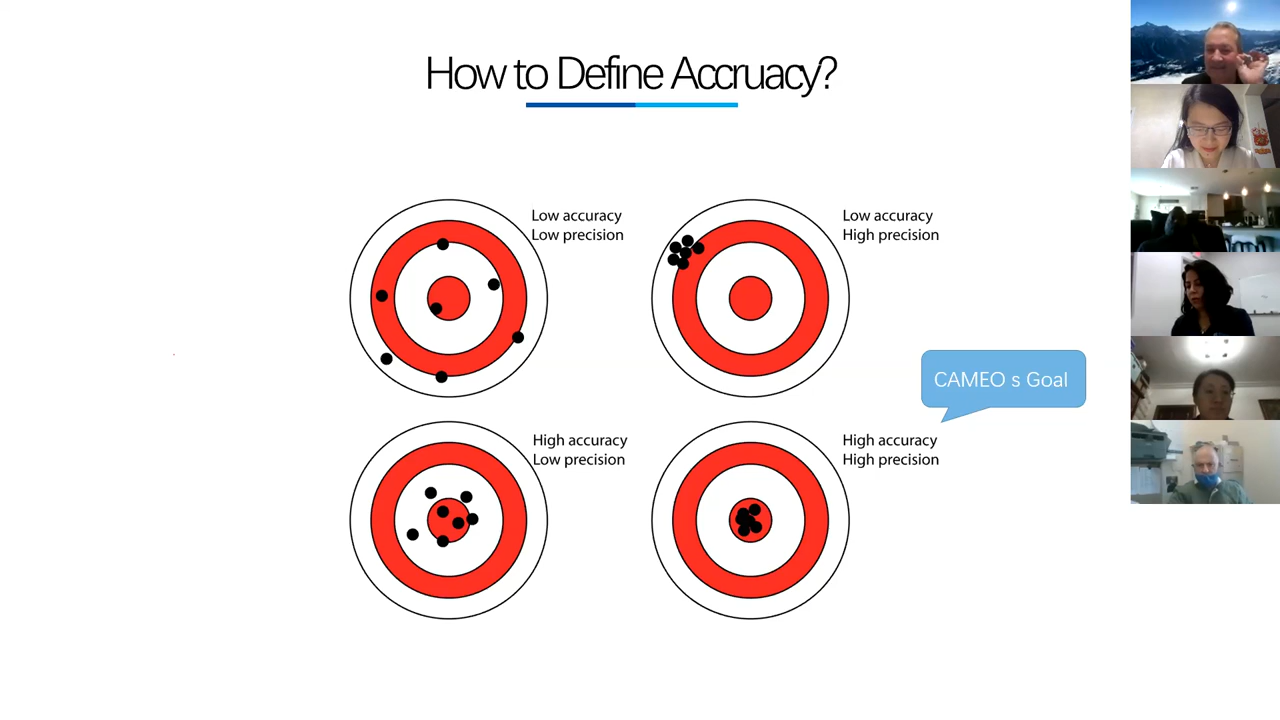 How to Define Accruacy?
Low accuracy
Low precision
Low accuracy
High precision
CAMEO s Goal
High accuracy
Low precision
High accuracy
High precision